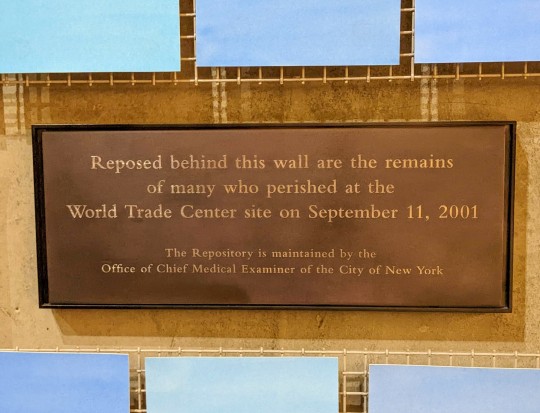 Reposed behind this wall are the remains
of many who perished at the
World Trade Center site on September 11, 2001
The Repository is maintained by the
Office of Chief Medical Examiner of the City of New York